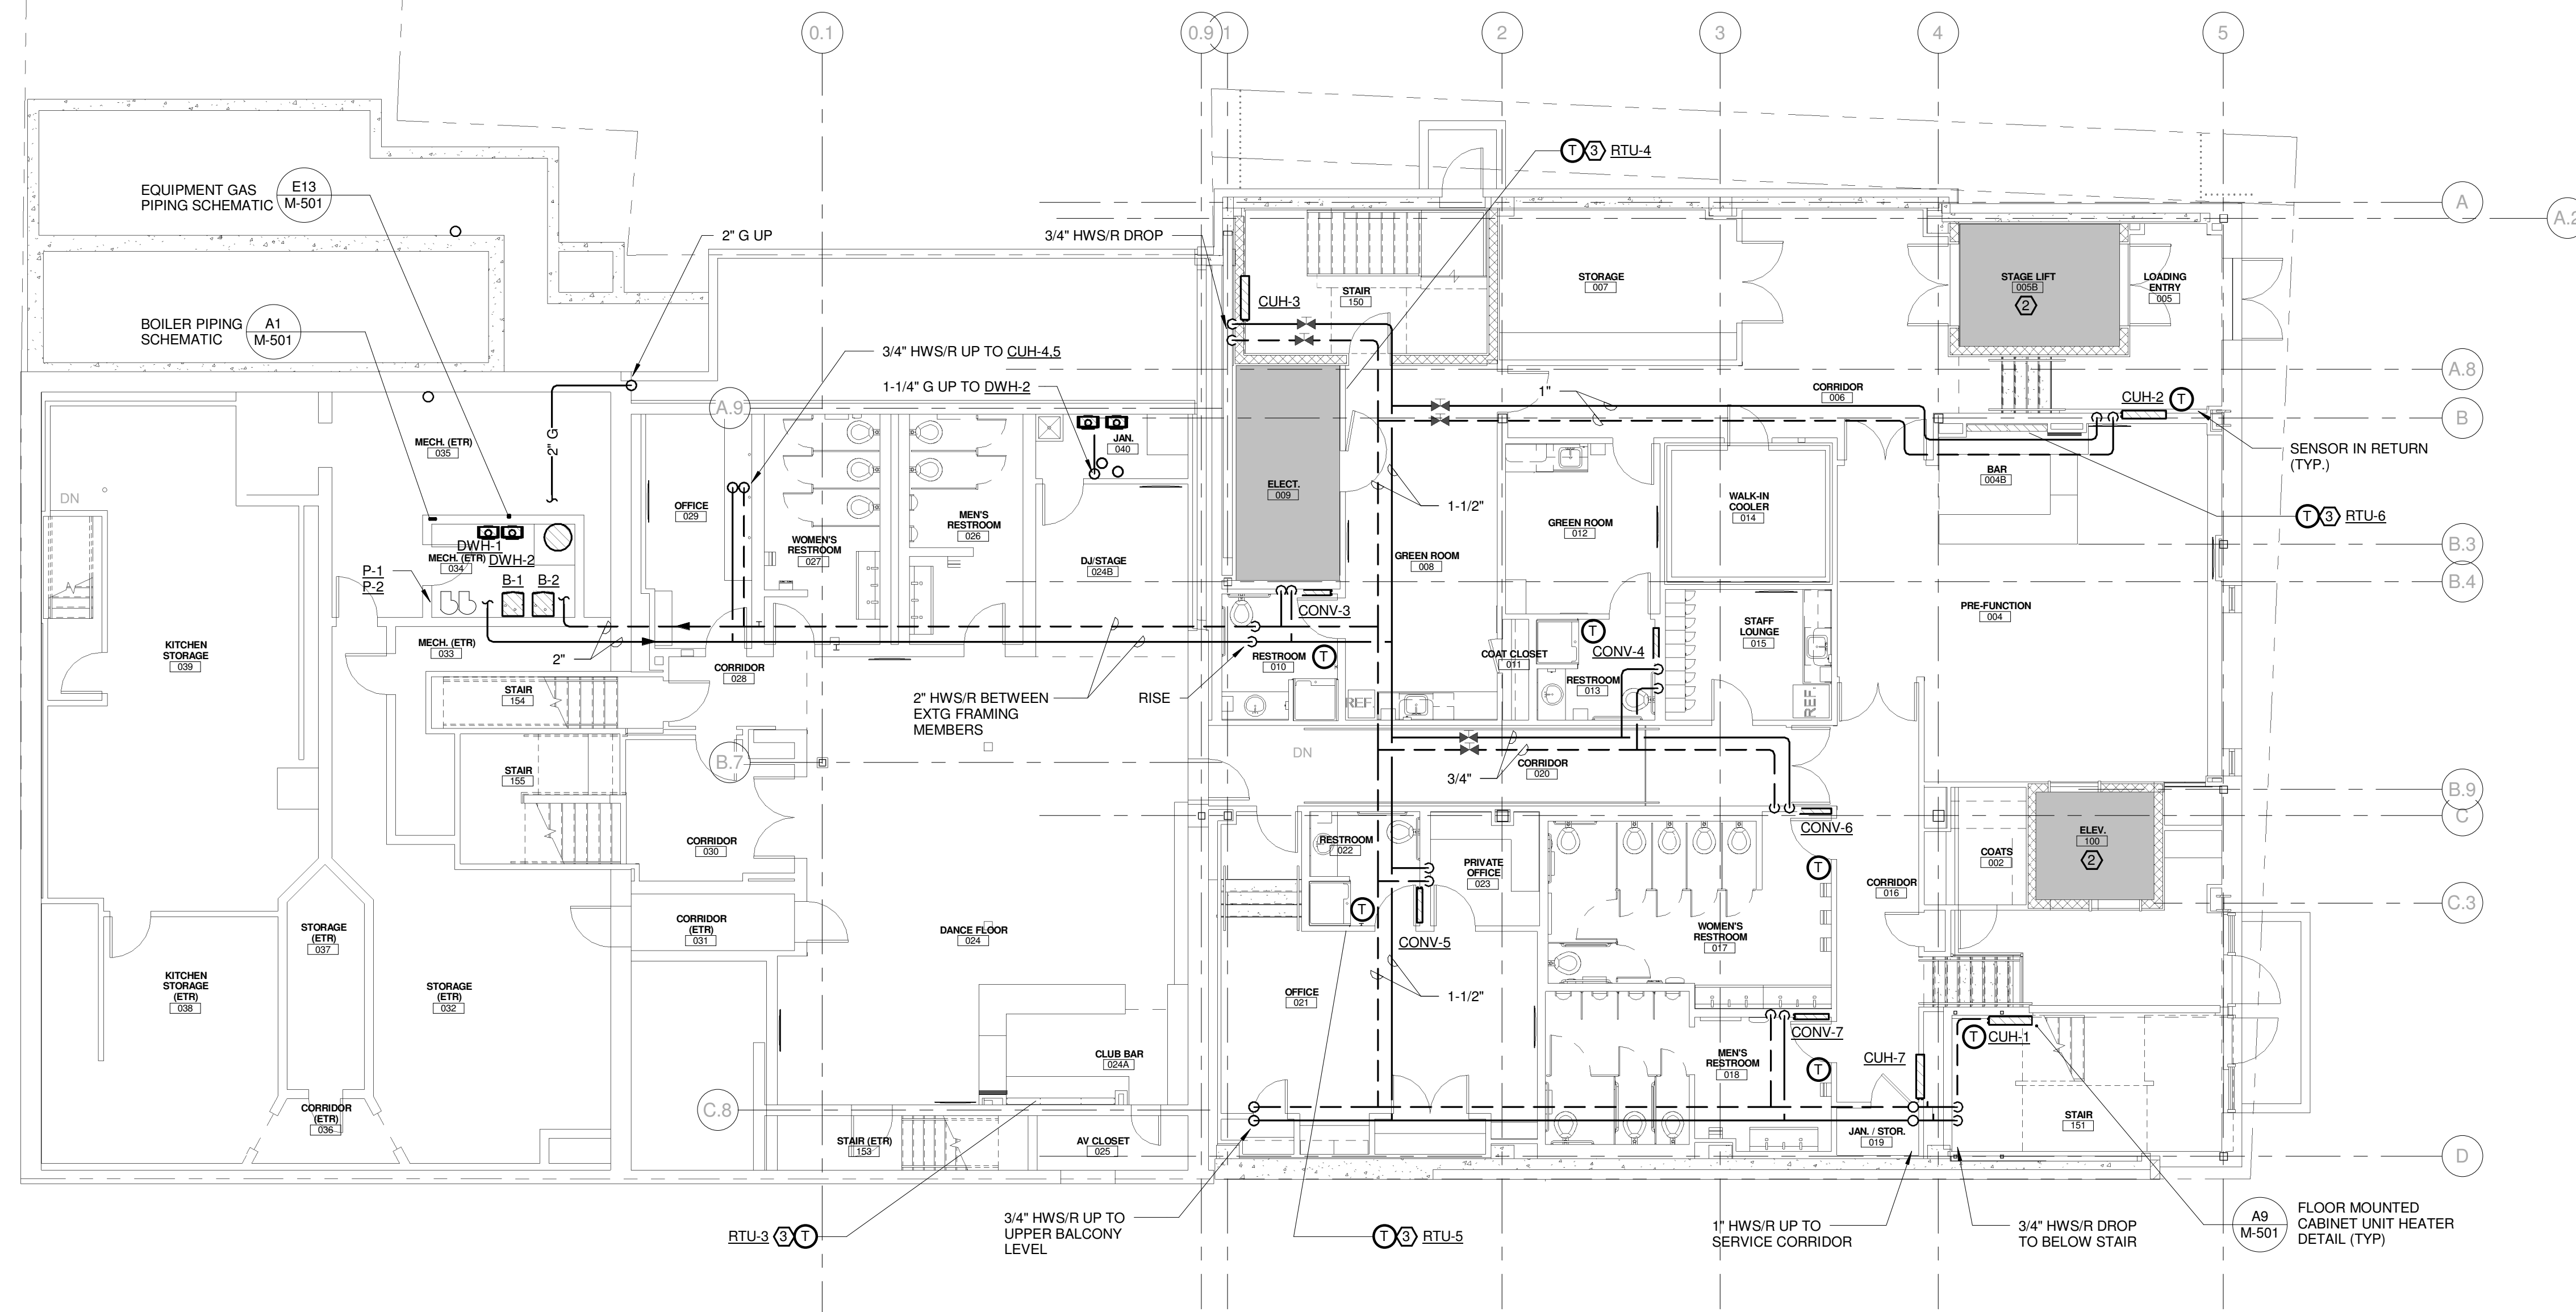 0.1
0.9
1
2
3
4
5
A
A.2
A.8
B
B.3
B.4
B.9
C
C.3
D
A.9
B.7
C.8
EQUIPMENT GAS
PIPING SCHEMATIC
E13
M-501
BOILER PIPING
SCHEMATIC
A1
M-501
2" G UP
2" G
3/4" HWS/R DROP
T 3 RTU-4
3/4" HWS/R UP TO CUH-4.5
1-1/4" G UP TO DWH-2
CUH-3
STAIR
150
STORAGE
007
STAGE LIFT
005B
2
LOADING
ENTRY
005
CORRIDOR
006
1"
CUH-2 T
SENSOR IN RETURN
(TYP.)
T 3 RTU-6
BAR
004B
MECH. (ETR)
035
DN
DWH-1
MECH. (ETR)
034
DWH-2
B-1
B-2
P-1
P-2
MECH. (ETR)
033
KITCHEN
STORAGE
039
STAIR
154
STAIR
155
2"
OFFICE
029
WOMEN'S
RESTROOM
027
MEN'S
RESTROOM
026
JAN.
040
DJ/STAGE
024B
CORRIDOR
028
2" HWS/R BETWEEN
EXTG FRAMING
MEMBERS
RISE
ELECT.
009
1-1/2"
CONV-3
RESTROOM
010
T
GREEN ROOM
008
GREEN ROOM
012
WALK-IN
COOLER
014
STAFF
LOUNGE
015
COAT CLOSET
011
T
CONV-4
RESTROOM
013
REF.
REF.
PRE-FUNCTION
004
DN
3/4"
CORRIDOR
020
CONV-6
RESTROOM
022
T
PRIVATE
OFFICE
023
CONV-5
T
CORRIDOR
016
COATS
002
ELEV.
100
2
CORRIDOR
030
CORRIDOR
(ETR)
031
DANCE FLOOR
024
STORAGE
(ETR)
037
KITCHEN
STORAGE
(ETR)
038
STORAGE
(ETR)
032
CORRIDOR
(ETR)
036
OFFICE
021
1-1/2"
WOMEN'S
RESTROOM
017
CONV-7
MEN'S
RESTROOM
018
T
CUH-7
T CUH-1
CLUB BAR
024A
STAIR (ETR)
153
AV CLOSET
025
JAN. / STOR.
019
STAIR
151
RTU-3 3 T
3/4" HWS/R UP TO
UPPER BALCONY
LEVEL
T 3 RTU-5
1" HWS/R UP TO
SERVICE CORRIDOR
3/4" HWS/R DROP
TO BELOW STAIR
A9
M-501
FLOOR MOUNTED
CABINET UNIT HEATER
DETAIL (TYP)